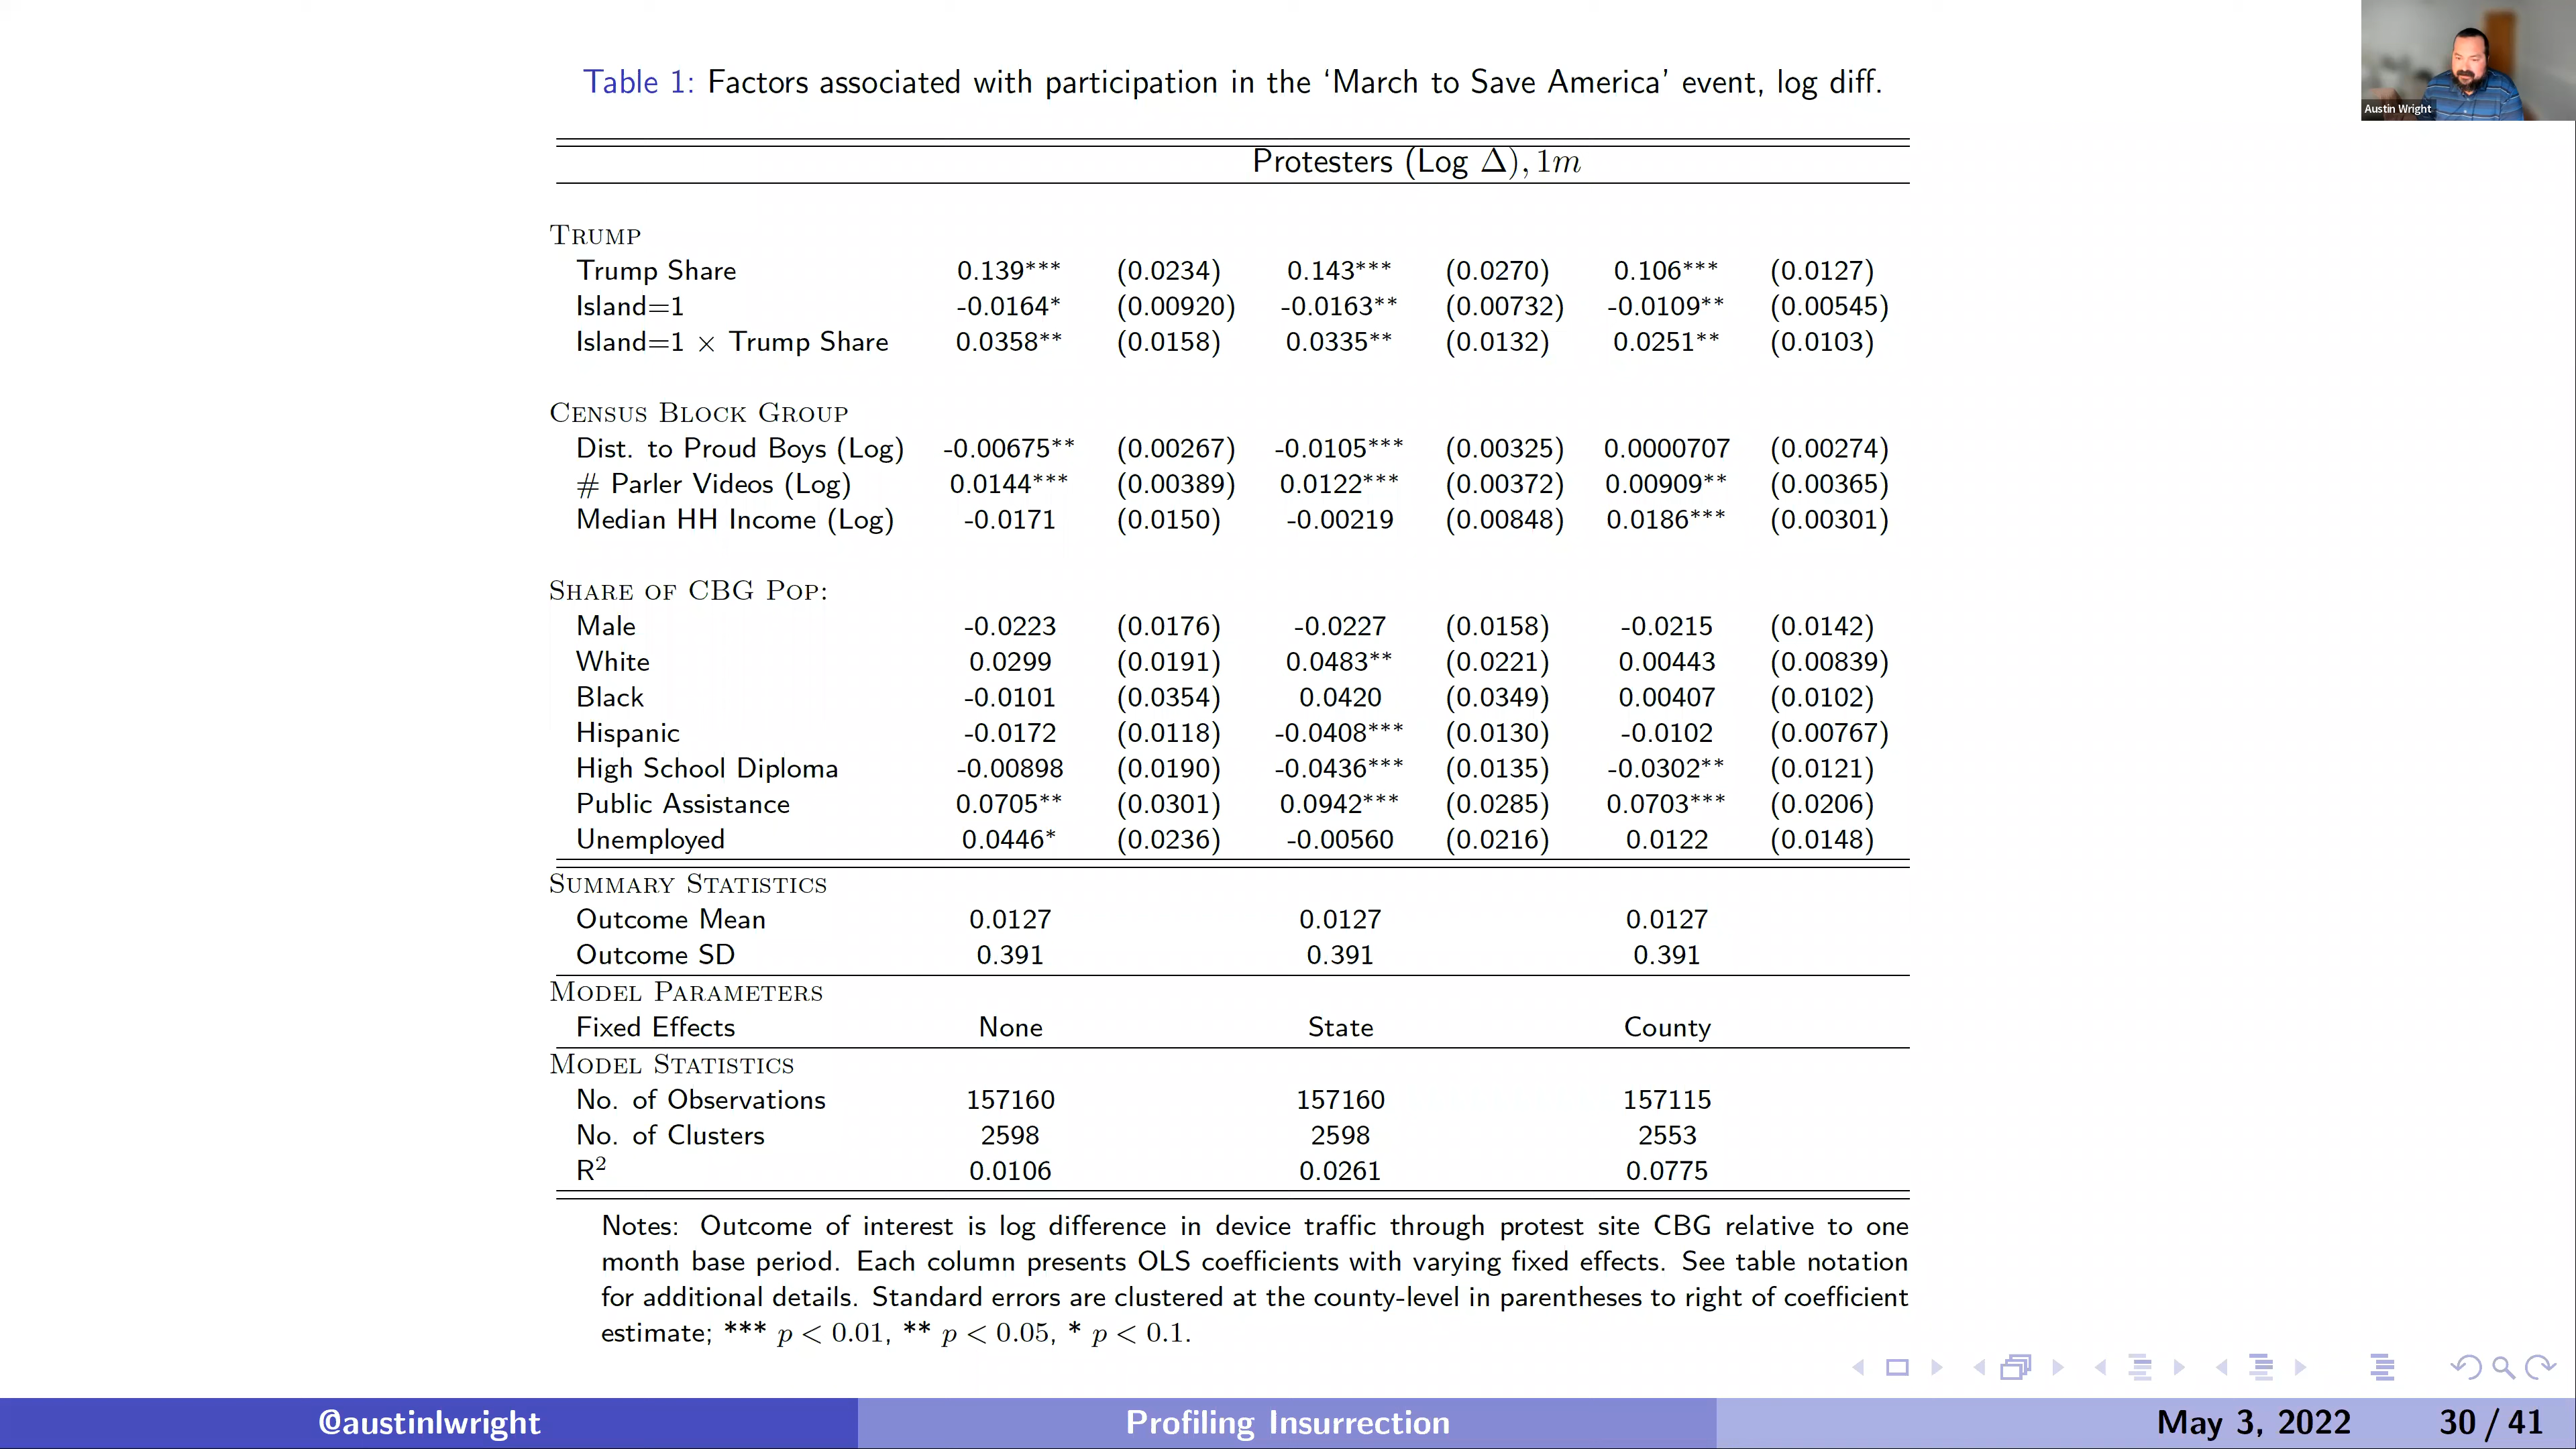 Table 1: Factors associated with participation in the ‘March to Save America’ event, log diff.
Austin Wright
Protesters (Log Δ), 1m
TRUMP
Trump Share 0.139*** (0.0234) 0.143*** (0.0270) 0.106*** (0.0127)
Island=1 -0.0164* (0.00920) -0.0163** (0.00732) -0.0109** (0.00545)
Island=1 × Trump Share 0.0358** (0.0158) 0.0335** (0.0132) 0.0251** (0.0103)
CENSUS BLOCK GROUP
Dist. to Proud Boys (Log) -0.00675** (0.00267) -0.0105*** (0.00325) 0.0000707 (0.00274)
# Parler Videos (Log) 0.0144*** (0.00389) 0.0122*** (0.00372) 0.00909** (0.00365)
Median HH Income (Log) -0.0171 (0.0150) -0.00219 (0.00848) 0.0186*** (0.00301)
SHARE OF CBG POP:
Male -0.0223 (0.0176) -0.0227 (0.0158) -0.0215 (0.0142)
White 0.0299 (0.0191) 0.0483** (0.0221) 0.00443 (0.00839)
Black -0.0101 (0.0354) 0.0420 (0.0349) 0.00407 (0.0102)
Hispanic -0.0172 (0.0118) -0.0408*** (0.0130) -0.0102 (0.00767)
High School Diploma -0.00898 (0.0190) -0.0436*** (0.0135) -0.0302** (0.0121)
Public Assistance 0.0705** (0.0301) 0.0942*** (0.0285) 0.0703*** (0.0206)
Unemployed 0.0446* (0.0236) -0.00560 (0.0216) 0.0122 (0.0148)
SUMMARY STATISTICS
Outcome Mean 0.0127 0.0127 0.0127
Outcome SD 0.391 0.391 0.391
MODEL PARAMETERS
Fixed Effects None State County
MODEL STATISTICS
No. of Observations 157160 157160 157115
No. of Clusters 2598 2598 2553
R² 0.0106 0.0261 0.0775
Notes: Outcome of interest is log difference in device traffic through protest site CBG relative to one
month base period. Each column presents OLS coefficients with varying fixed effects. See table notation
for additional details. Standard errors are clustered at the county-level in parentheses to right of coefficient
estimate; *** p < 0.01, ** p < 0.05, * p < 0.1.
@austinlwright Profiling Insurrection May 3, 2022 30 / 41